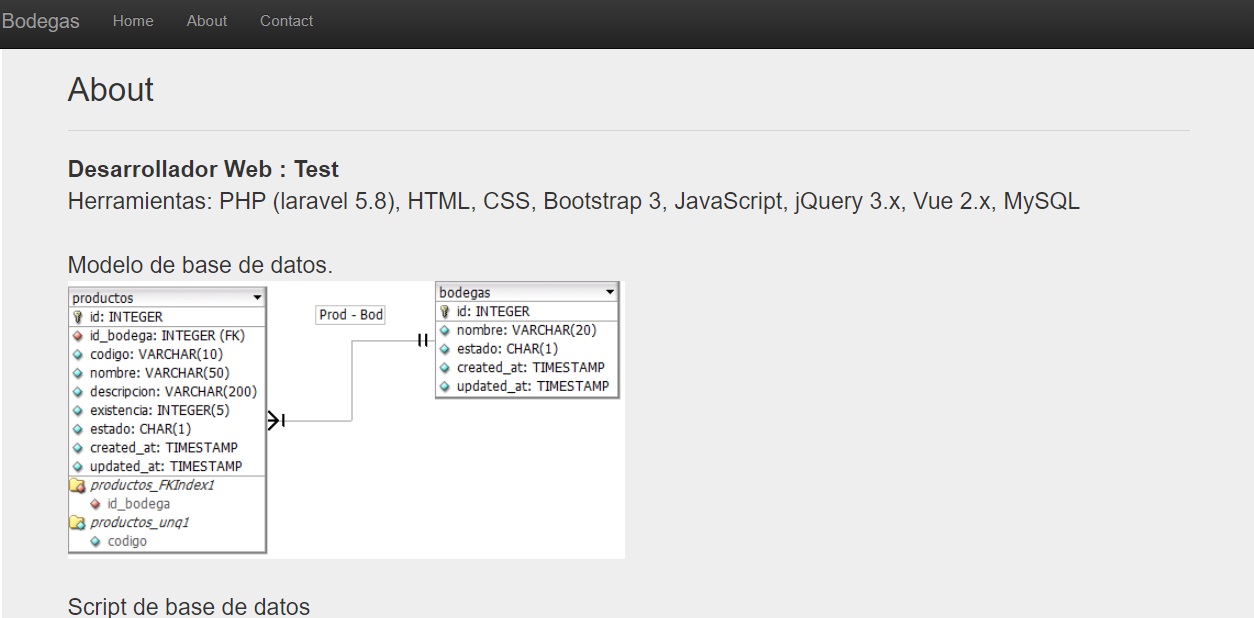 Bodegas Home About Contact
About
Desarrollador Web : Test
Herramientas: PHP (laravel 5.8), HTML, CSS, Bootstrap 3, JavaScript, jQuery 3.x, Vue 2.x, MySQL
Modelo de base de datos.
productos
id: INTEGER
id_bodega: INTEGER (FK)
codigo: VARCHAR(10)
nombre: VARCHAR(50)
descripcion: VARCHAR(200)
existencia: INTEGER(5)
estado: CHAR(1)
created_at: TIMESTAMP
updated_at: TIMESTAMP
productos_FKIndex1
id_bodega
productos_unq1
codigo
Prod - Bod
bodegas
id: INTEGER
nombre: VARCHAR(20)
estado: CHAR(1)
created_at: TIMESTAMP
updated_at: TIMESTAMP
Script de base de datos